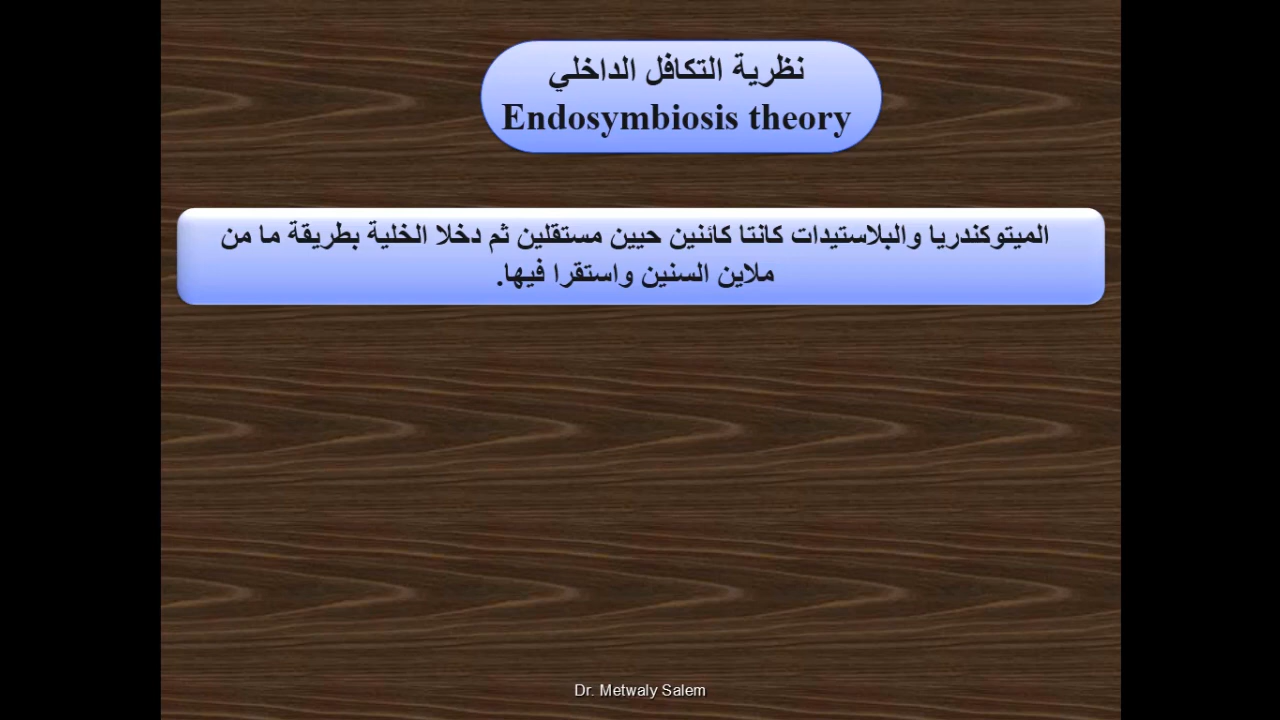 نظرية التكافل الداخلي
Endosymbiosis theory
الميتوكندريا والبلاستيدات كانتا كائنين حيين مستقلين ثم دخلا الخلية بطريقة ما من
ملاين السنين واستقرا فيها.
Dr. Metwaly Salem